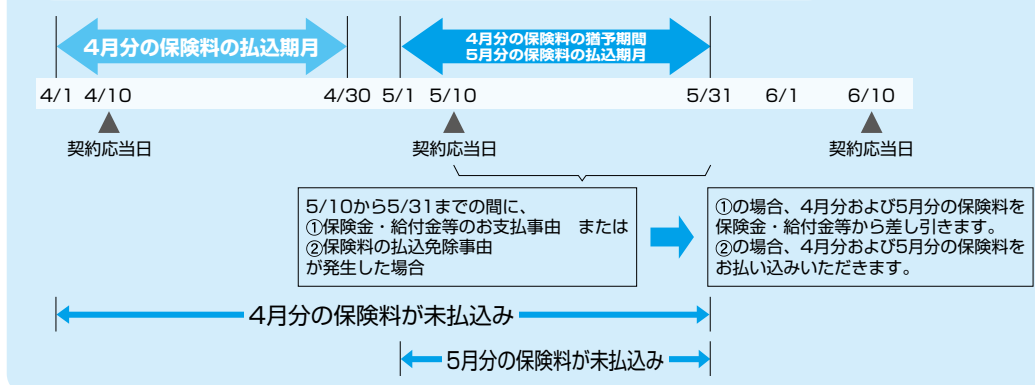 4月分の保険料の払込期月
4月分の保険料の猶予期間
5月分の保険料の払込期月
4/1 4/10 4/30 5/1 5/10 5/31 6/1 6/10
契約応当日 契約応当日 契約応当日
5/10から5/31までの間に、
①保険金・給付金等のお支払事由 または
②保険料の払込免除事由
が発生した場合
①の場合、4月分および5月分の保険料を
保険金・給付金等から差し引きます。
②の場合、4月分および5月分の保険料を
お払い込みいただきます。
4月分の保険料が未払込み
5月分の保険料が未払込み